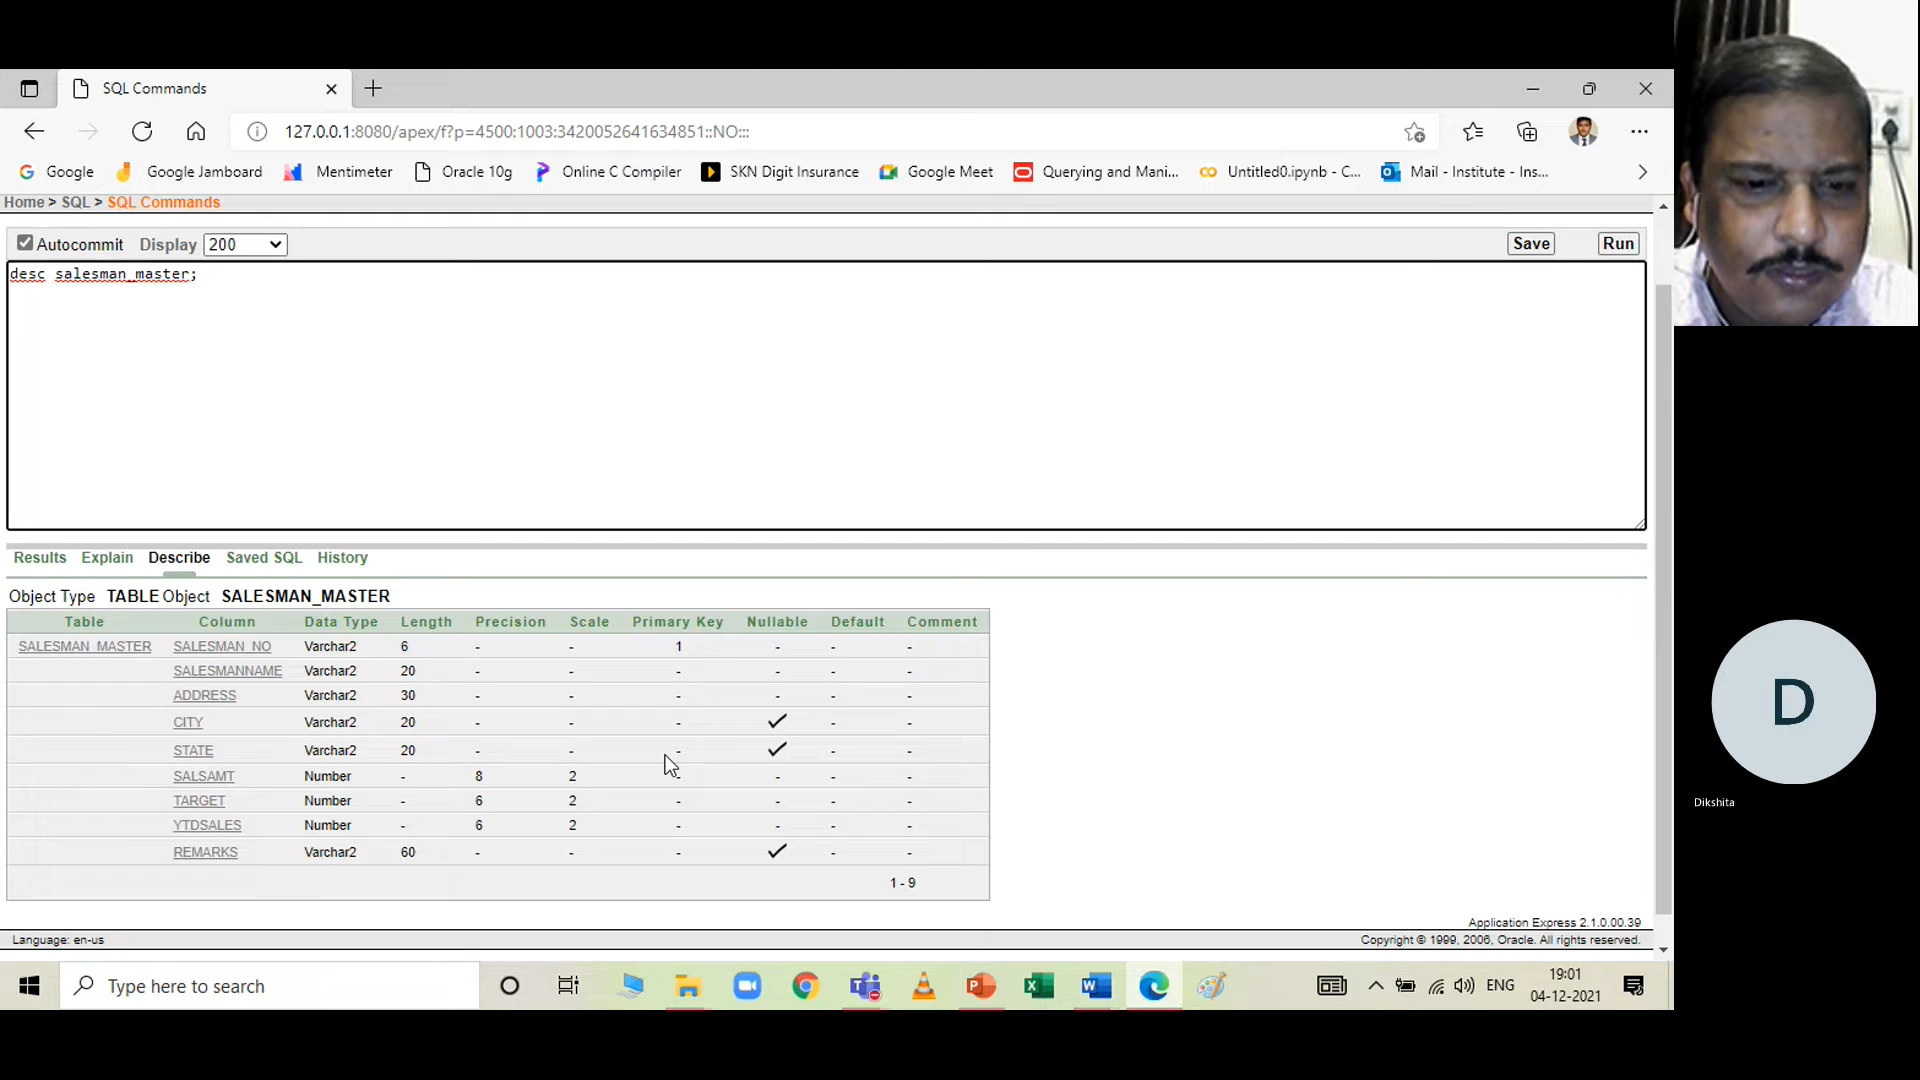 SQL Commands
127.0.0.1:8080/apex/f?p=4500:1003:3420052641634851::NO:::
Google Google Jamboard Mentimeter Oracle 10g Online C Compiler SKN Digit Insurance Google Meet Querying and Mani... Untitled0.ipynb - C... Mail - Institute - Ins...
Home > SQL > SQL Commands
Autocommit Display 200 Save Run
desc salesman_master;
Results Explain Describe Saved SQL History
Object Type TABLE Object SALESMAN_MASTER
Table Column Data Type Length Precision Scale Primary Key Nullable Default Comment
SALESMAN_MASTER SALESMAN_NO Varchar2 6 - - 1 - - -
SALESMANNAME Varchar2 20 - - - - - -
ADDRESS Varchar2 30 - - - - - -
CITY Varchar2 20 - - - ✓ - -
STATE Varchar2 20 - - - ✓ - -
SALSAMT Number - 8 2 - - - -
TARGET Number - 6 2 - - - -
YTDSALES Number - 6 2 - - - -
REMARKS Varchar2 60 - - - ✓ - -
1 - 9
Application Express 2.1.0.00.39
Language: en-us Copyright © 1999, 2006, Oracle. All rights reserved.
Type here to search ENG 19:01
04-12-2021
D
Dikshita